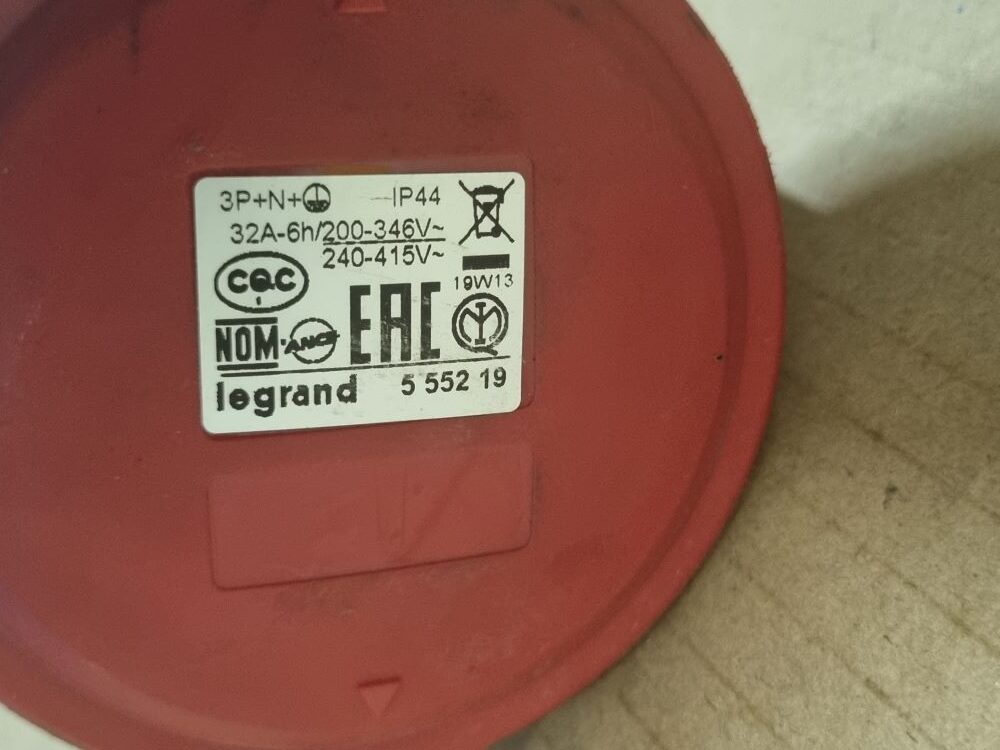 3P+N+ IP44
32A-6h/200-346V~
240-415V~
CQC
19W13
NOM-ANCE
EAC
legrand 5 552 19